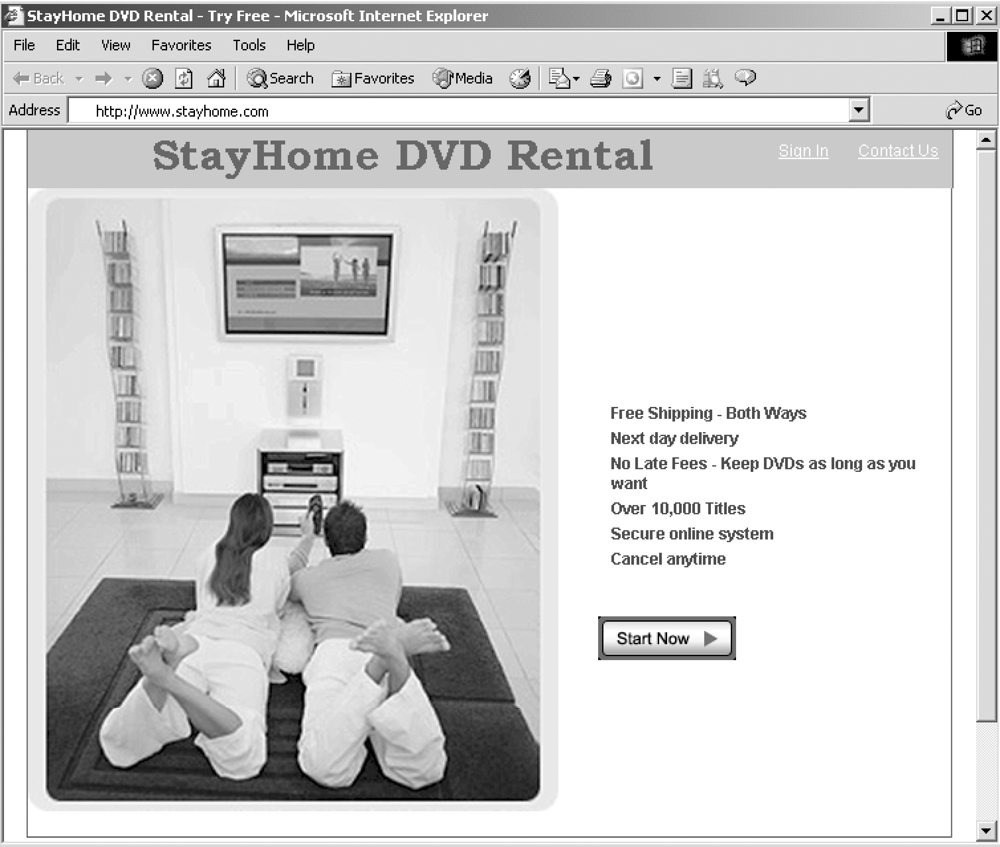 StayHome DVD Rental - Try Free - Microsoft Internet Explorer
File Edit View Favorites Tools Help
Back Search Favorites Media
Address http://www.stayhome.com Go
StayHome DVD Rental Sign In Contact Us
Free Shipping - Both Ways
Next day delivery
No Late Fees - Keep DVDs as long as you
want
Over 10,000 Titles
Secure online system
Cancel anytime
Start Now